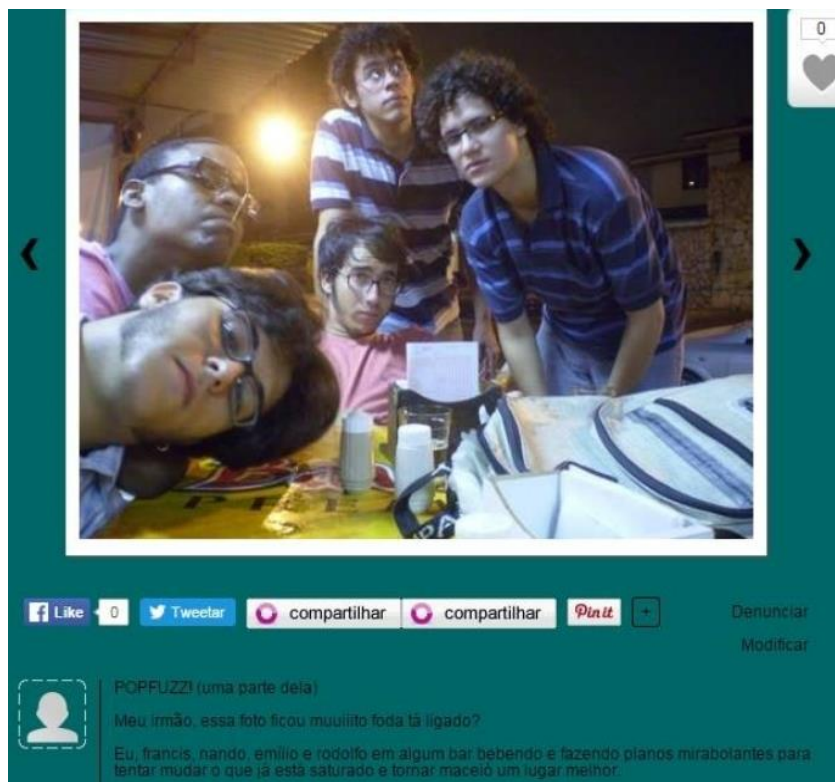 0
Like
0
Tweetar
compartilhar
compartilhar
Pin it
+
Denunciar
Modificar
POPFUZZ! (uma parte dela)
Meu irmão, essa foto ficou muuiiito foda tá ligado?
Eu, francis, nando, emílio e rodolfo em algum bar bebendo e fazendo planos mirabolantes para
tentar mudar o que já está saturado e tornar maceió um lugar melhor.